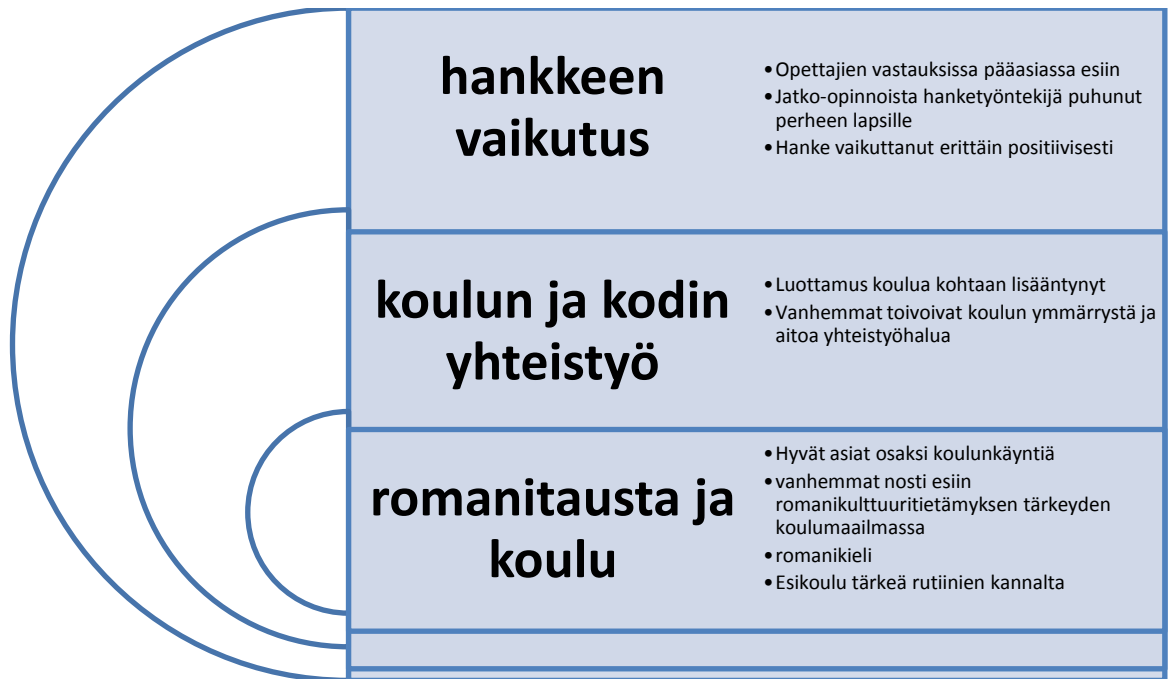 hankkeen
vaikutus
•Opettajien vastauksissa pääasiassa esiin
•Jatko-opinnoista hanketyöntekijä puhunut
perheen lapsille
•Hanke vaikuttanut erittäin positiivisesti
koulun ja kodin
yhteistyö
•Luottamus koulua kohtaan lisääntynyt
•Vanhemmat toivoivat koulun ymmärrystä ja
aitoa yhteistyöhalua
romanitausta ja
koulu
•Hyvät asiat osaksi koulunkäyntiä
•vanhemmat nosti esiin
romanikulttuuritietämyksen tärkeyden
koulumaailmassa
•romanikieli
•Esikoulu tärkeä rutiinien kannalta